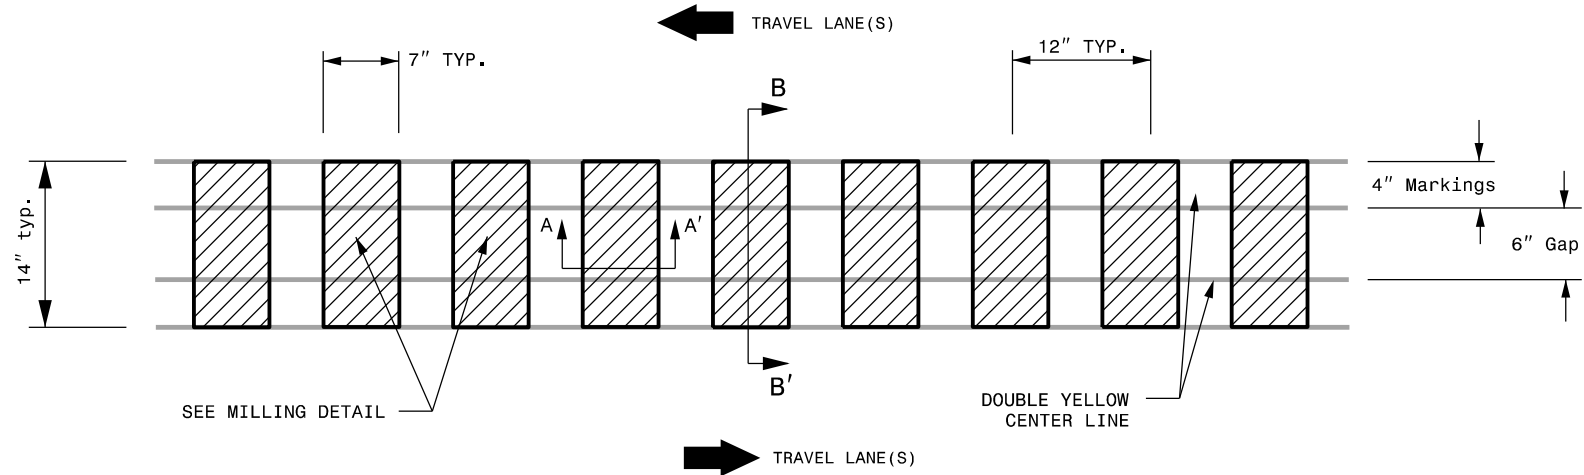 TRAVEL LANE(S)
7" TYP.
12" TYP.
B
4" Markings
14" typ.
A
A'
6" Gap
B'
SEE MILLING DETAIL
DOUBLE YELLOW
CENTER LINE
TRAVEL LANE(S)